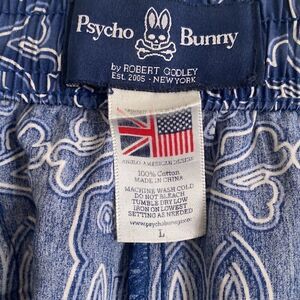 Psycho Bunny
by ROBERT GODLEY
EST. 2005 - NEW YORK
ANGLO AMERICAN DESIGN
100% Cotton
MADE IN CHINA
MACHINE WASH COLD
DO NOT BLEACH
TUMBLE DRY LOW
IRON ON LOWEST
SETTING AS NEEDED
www.psychobunny.com
L